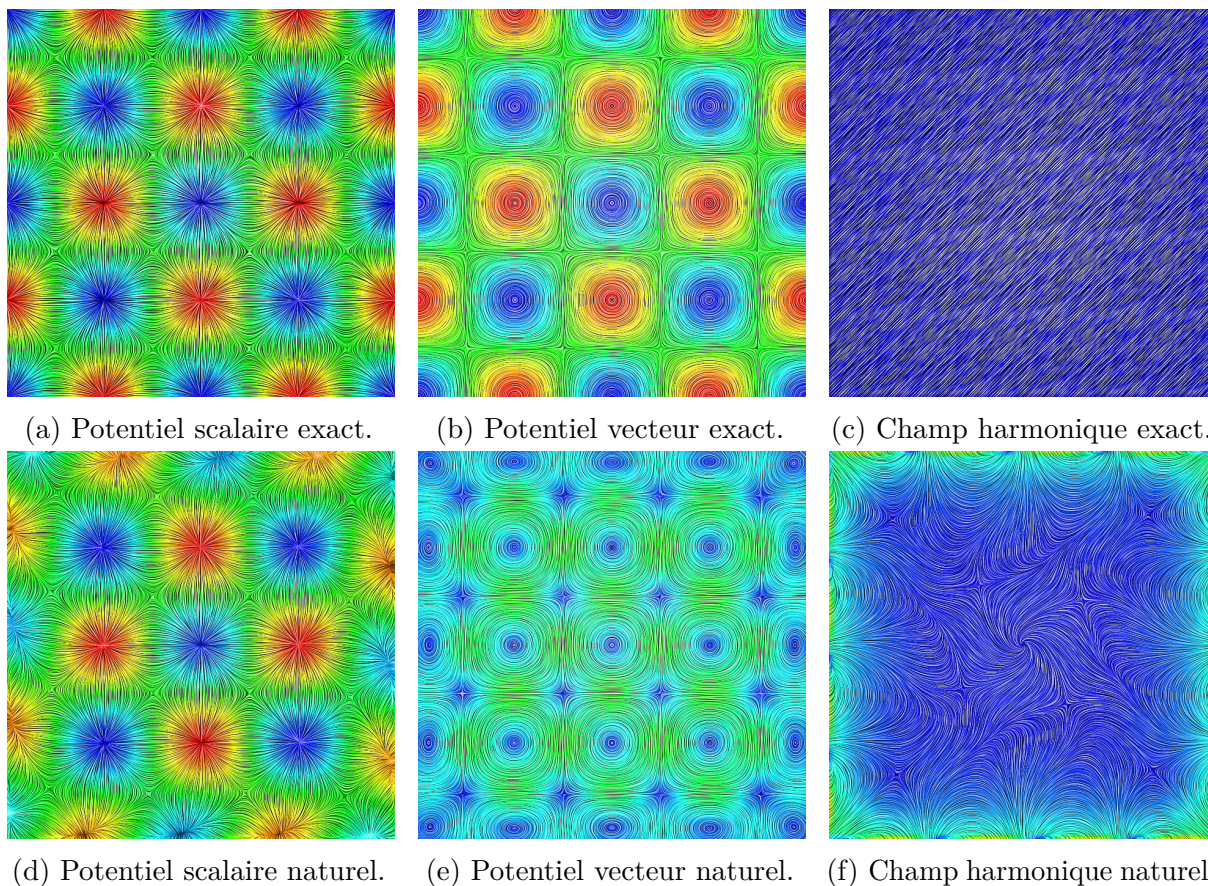 (a) Potentiel scalaire exact.
(b) Potentiel vecteur exact.
(c) Champ harmonique exact.
(d) Potentiel scalaire naturel.
(e) Potentiel vecteur naturel.
(f) Champ harmonique naturel